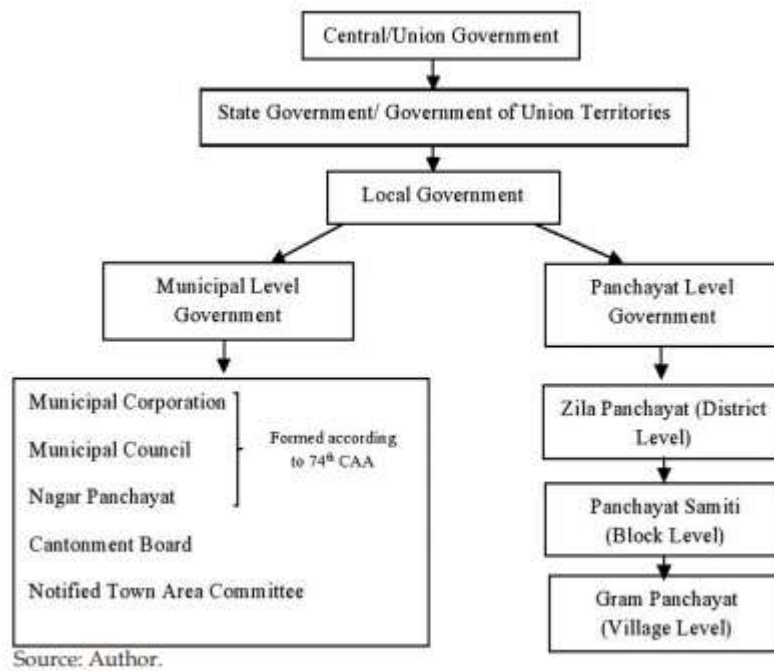 Central/Union Government
State Government/ Government of Union Territories
Local Government
Municipal Level
Government
Panchayat Level
Government
Municipal Corporation
Municipal Council
Nagar Panchayat
Formed according
to 74th CAA
Cantonment Board
Notified Town Area Committee
Zila Panchayat (District
Level)
Panchayat Samiti
(Block Level)
Gram Panchayat
(Village Level)
Source: Author.